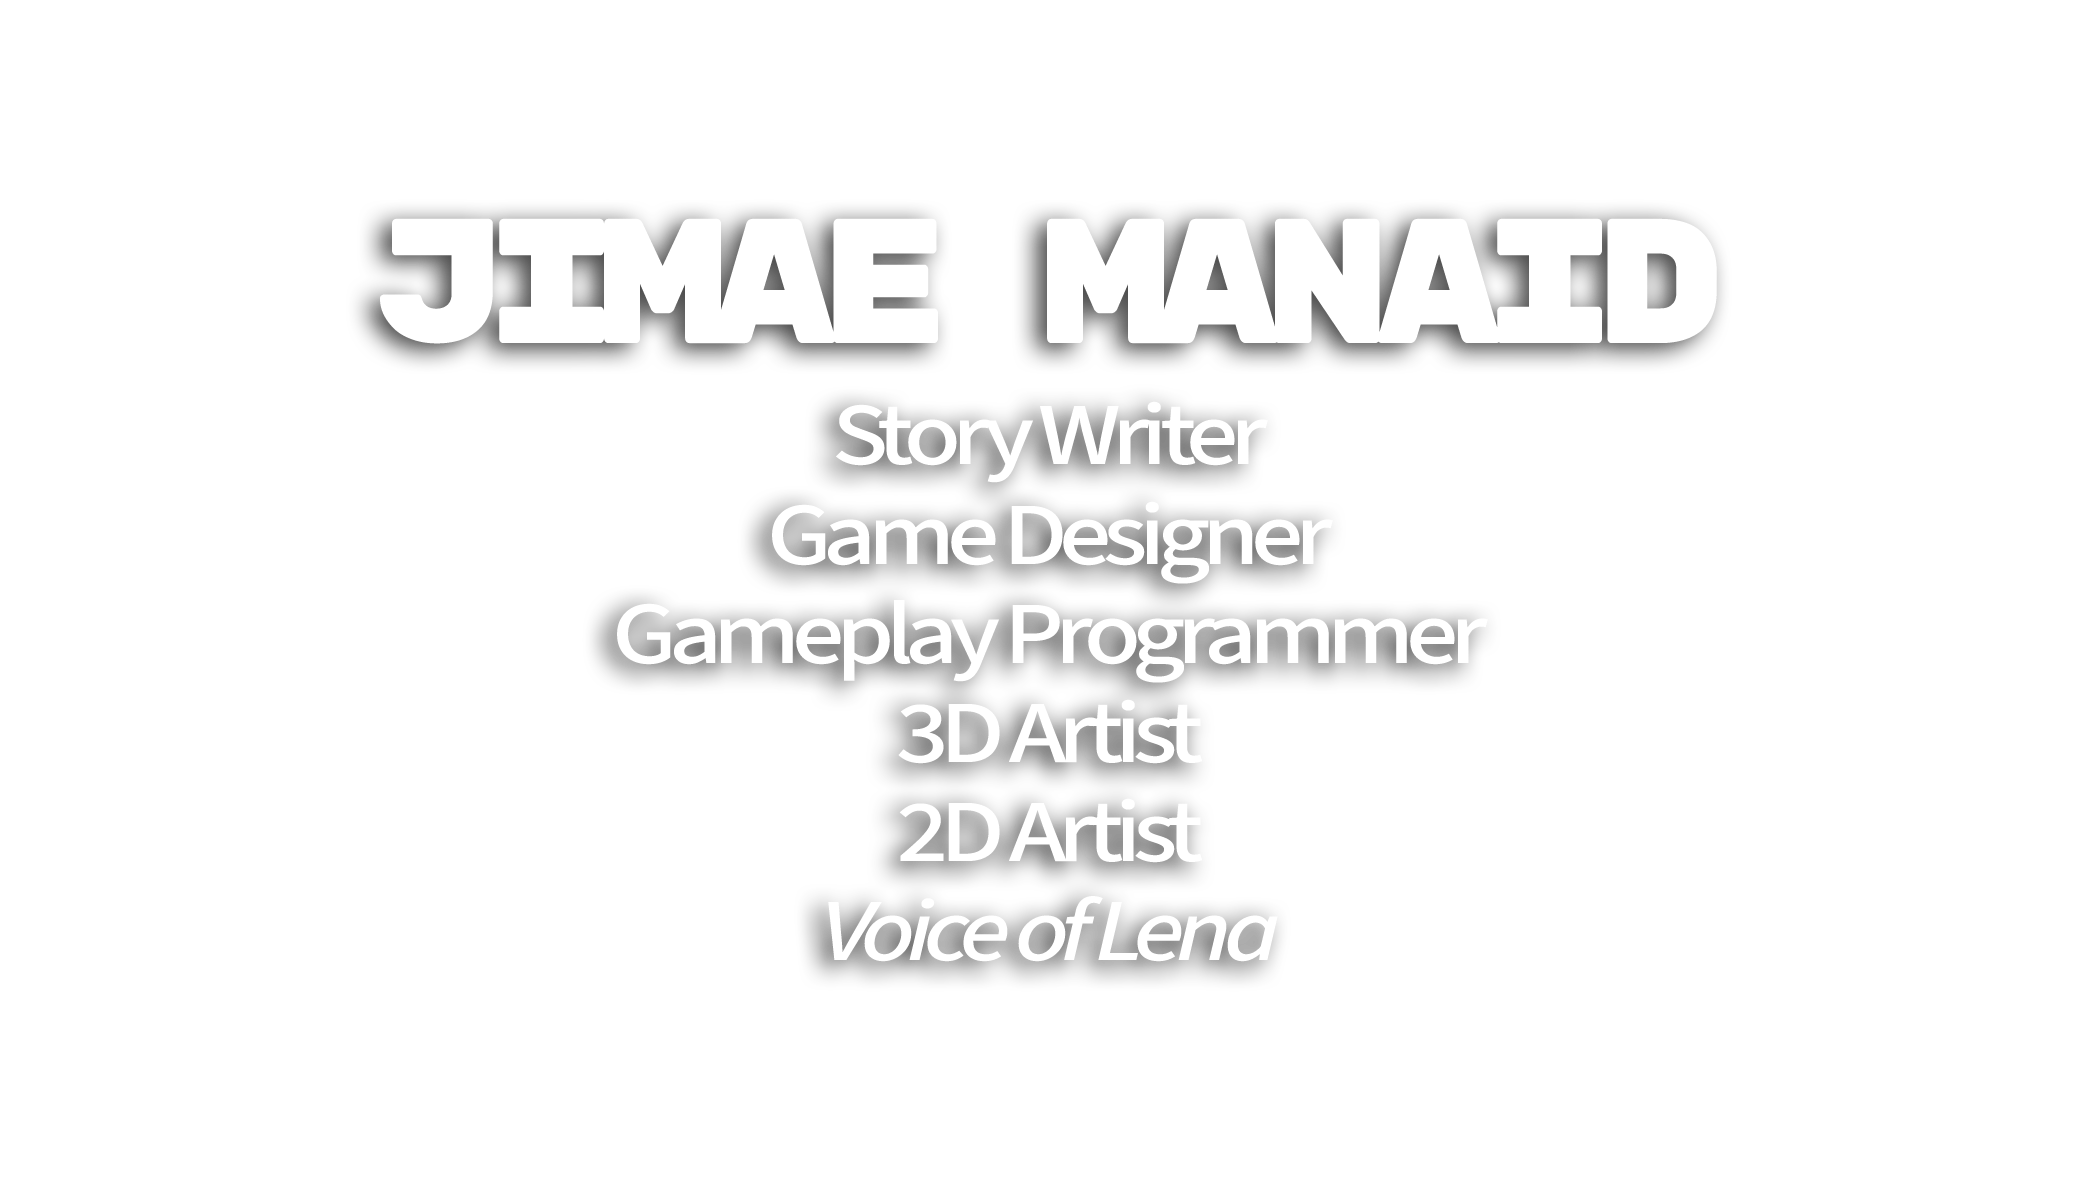 JIMAE MANAID
Story Writer
Game Designer
Gameplay Programmer
3D Artist
2D Artist
Voice of Lena